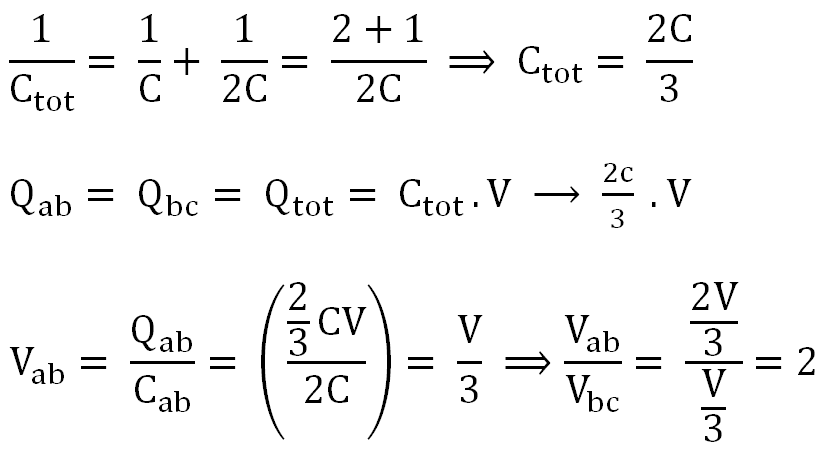 1/C_tot = 1/C + 1/2C = (2 + 1)/2C ⟹ C_tot = 2C/3
Q_ab = Q_bc = Q_tot = C_tot . V ⟶ 2c/3 . V
V_ab = Q_ab/C_ab = ((2/3 CV)/2C) = V/3 ⟹ V_ab/V_bc = (2V/3)/(V/3) = 2